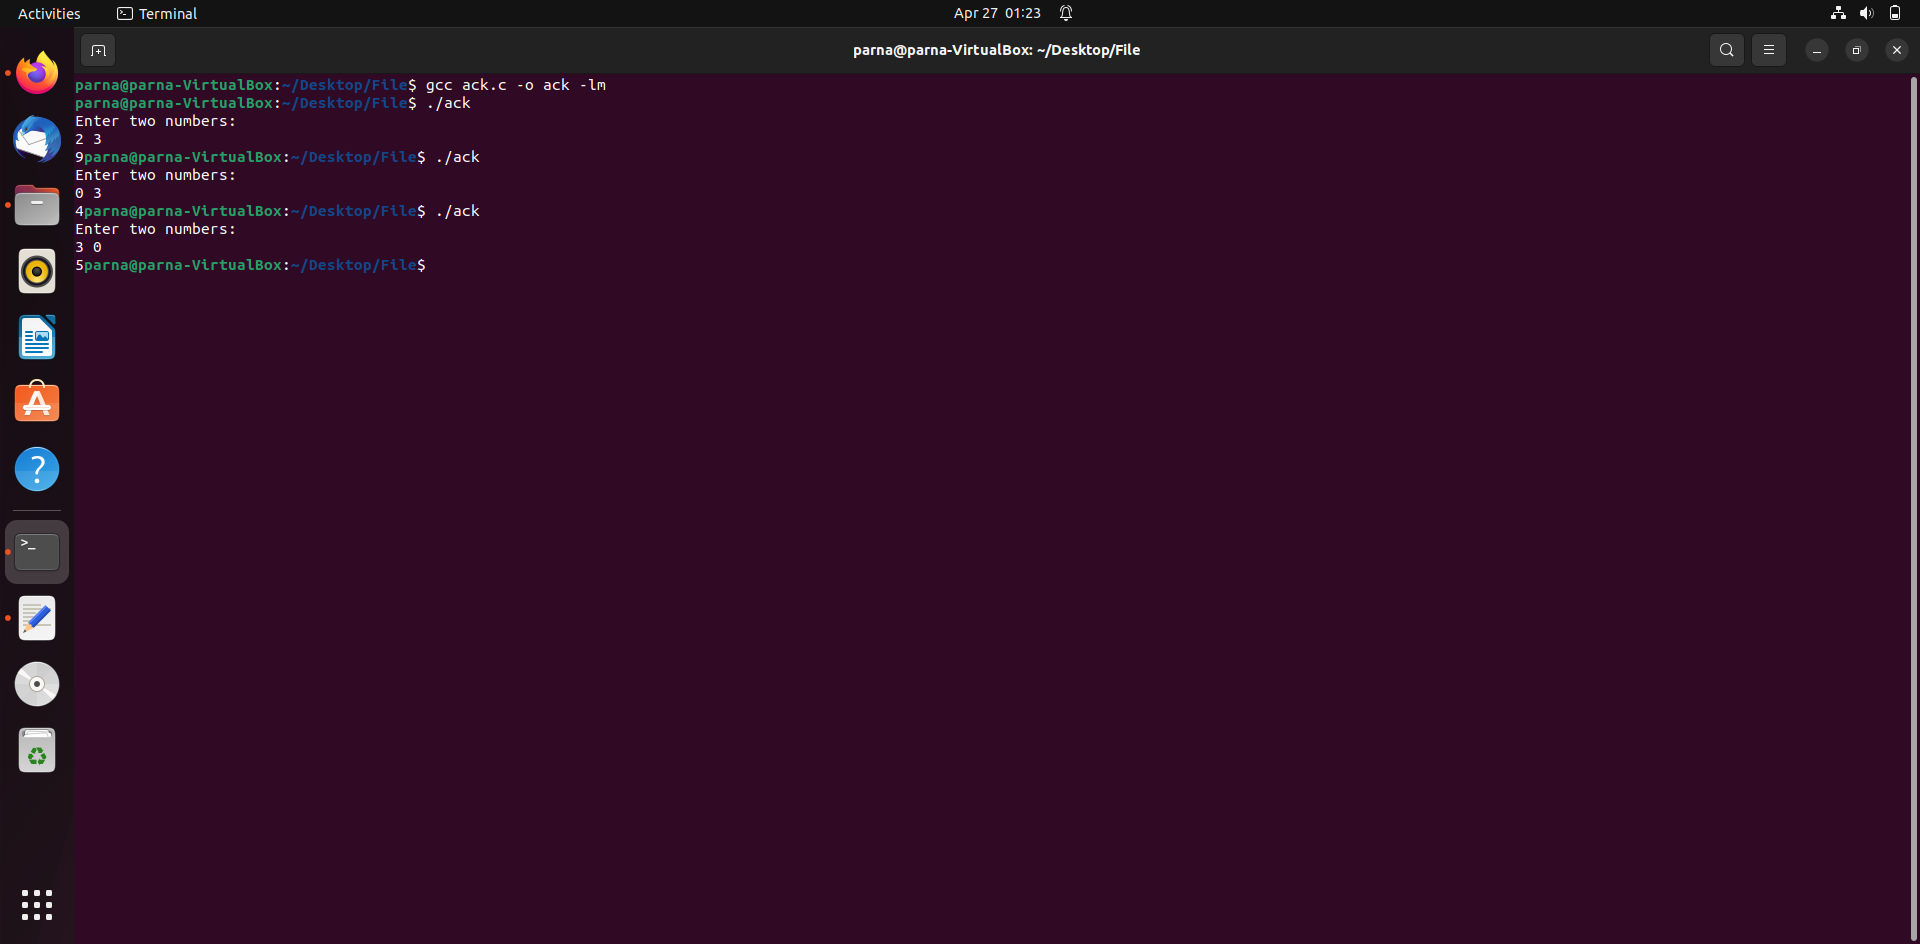 Activities
Terminal
Apr 27 01:23
parna@parna-VirtualBox: ~/Desktop/File
parna@parna-VirtualBox:~/Desktop/File$ gcc ack.c -o ack -lm
parna@parna-VirtualBox:~/Desktop/File$ ./ack
Enter two numbers:
2 3
9parna@parna-VirtualBox:~/Desktop/File$ ./ack
Enter two numbers:
0 3
4parna@parna-VirtualBox:~/Desktop/File$ ./ack
Enter two numbers:
3 0
5parna@parna-VirtualBox:~/Desktop/File$